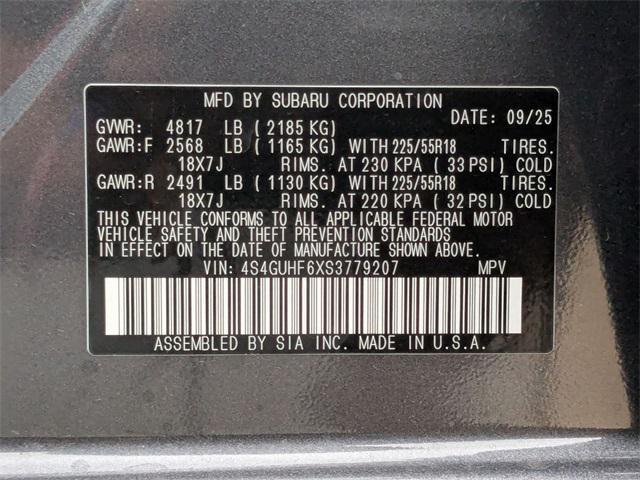 MFD BY SUBARU CORPORATION
DATE: 09/25
GVWR: 4817 LB ( 2185 KG)
GAWR:F 2568 LB ( 1165 KG) WITH 225/55R18 TIRES.
18X7J RIMS. AT 230 KPA ( 33 PSI) COLD
GAWR:R 2491 LB ( 1130 KG) WITH 225/55R18 TIRES.
18X7J RIMS. AT 220 KPA ( 32 PSI) COLD
THIS VEHICLE CONFORMS TO ALL APPLICABLE FEDERAL MOTOR
VEHICLE SAFETY AND THEFT PREVENTION STANDARDS
IN EFFECT ON THE DATE OF MANUFACTURE SHOWN ABOVE.
VIN: 4S4GUHF6XS3779207 MPV
ASSEMBLED BY SIA INC. MADE IN U.S.A.